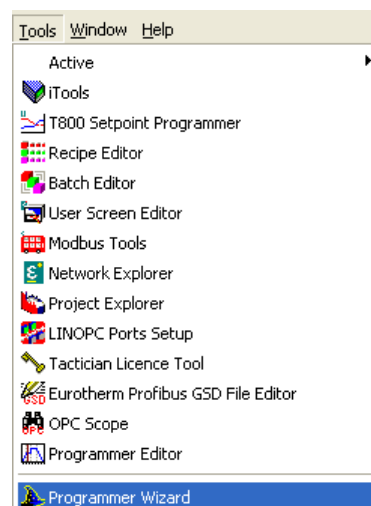 Tools Window Help
Active
iTools
T800 Setpoint Programmer
Recipe Editor
Batch Editor
User Screen Editor
Modbus Tools
Network Explorer
Project Explorer
LINOPC Ports Setup
Tactician Licence Tool
GSD Eurotherm Profibus GSD File Editor
OPC OPC Scope
Programmer Editor
Programmer Wizard